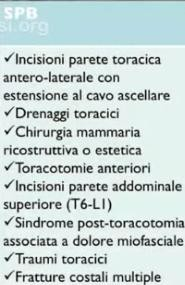 SPB
si.org
✓Incisioni parete toracica
antero-laterale con
estensione al cavo ascellare
✓Drenaggi toracici
✓Chirurgia mammaria
ricostruttiva o estetica
✓Toracotomie anteriori
✓Incisioni parete addominale
superiore (T6-L1)
✓Sindrome post-toracotomia
associata a dolore miofasciale
✓Traumi toracici
✓Fratture costali multiple